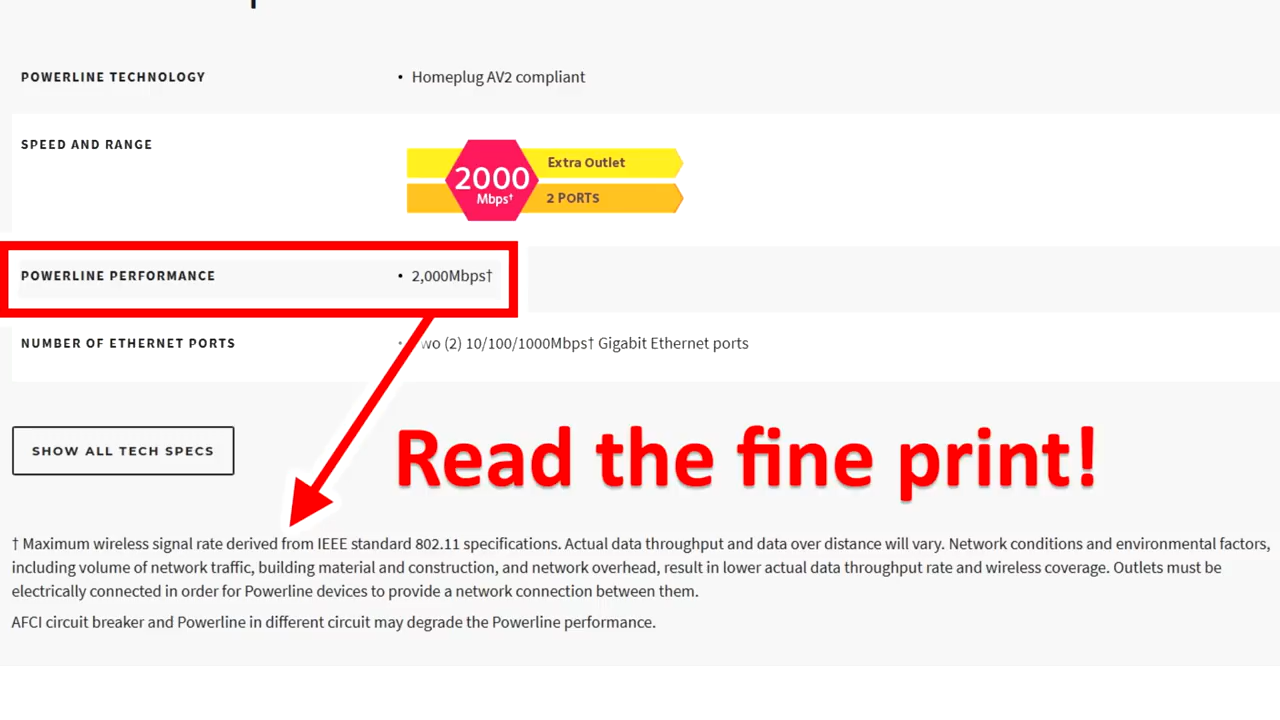 POWERLINE TECHNOLOGY • Homeplug AV2 compliant
SPEED AND RANGE
Extra Outlet
2000
Mbps†
2 PORTS
POWERLINE PERFORMANCE • 2,000Mbps†
NUMBER OF ETHERNET PORTS • wo (2) 10/100/1000Mbps† Gigabit Ethernet ports
SHOW ALL TECH SPECS
Read the fine print!
† Maximum wireless signal rate derived from IEEE standard 802.11 specifications. Actual data throughput and data over distance will vary. Network conditions and environmental factors,
including volume of network traffic, building material and construction, and network overhead, result in lower actual data throughput rate and wireless coverage. Outlets must be
electrically connected in order for Powerline devices to provide a network connection between them.
AFCI circuit breaker and Powerline in different circuit may degrade the Powerline performance.